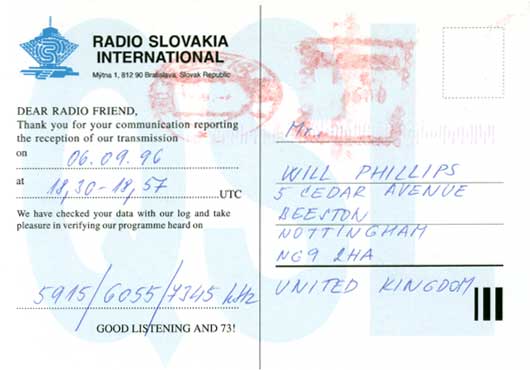 RADIO SLOVAKIA
INTERNATIONAL
Mýtna 1, 812 90 Bratislava, Slovak Republic
DEAR RADIO FRIEND,
Thank you for your communication reporting
the reception of our transmission
on 06.09.96
at 18,30-18,57 UTC
We have checked your data with our log and take
pleasure in verifying our programme heard on
5915/6055/7345 kHz
GOOD LISTENING AND 73!
Mr.
WILL PHILLIPS
5 CEDAR AVENUE
BEESTON
NOTTINGHAM
NG9 2HA
UNITED KINGDOM
QSL